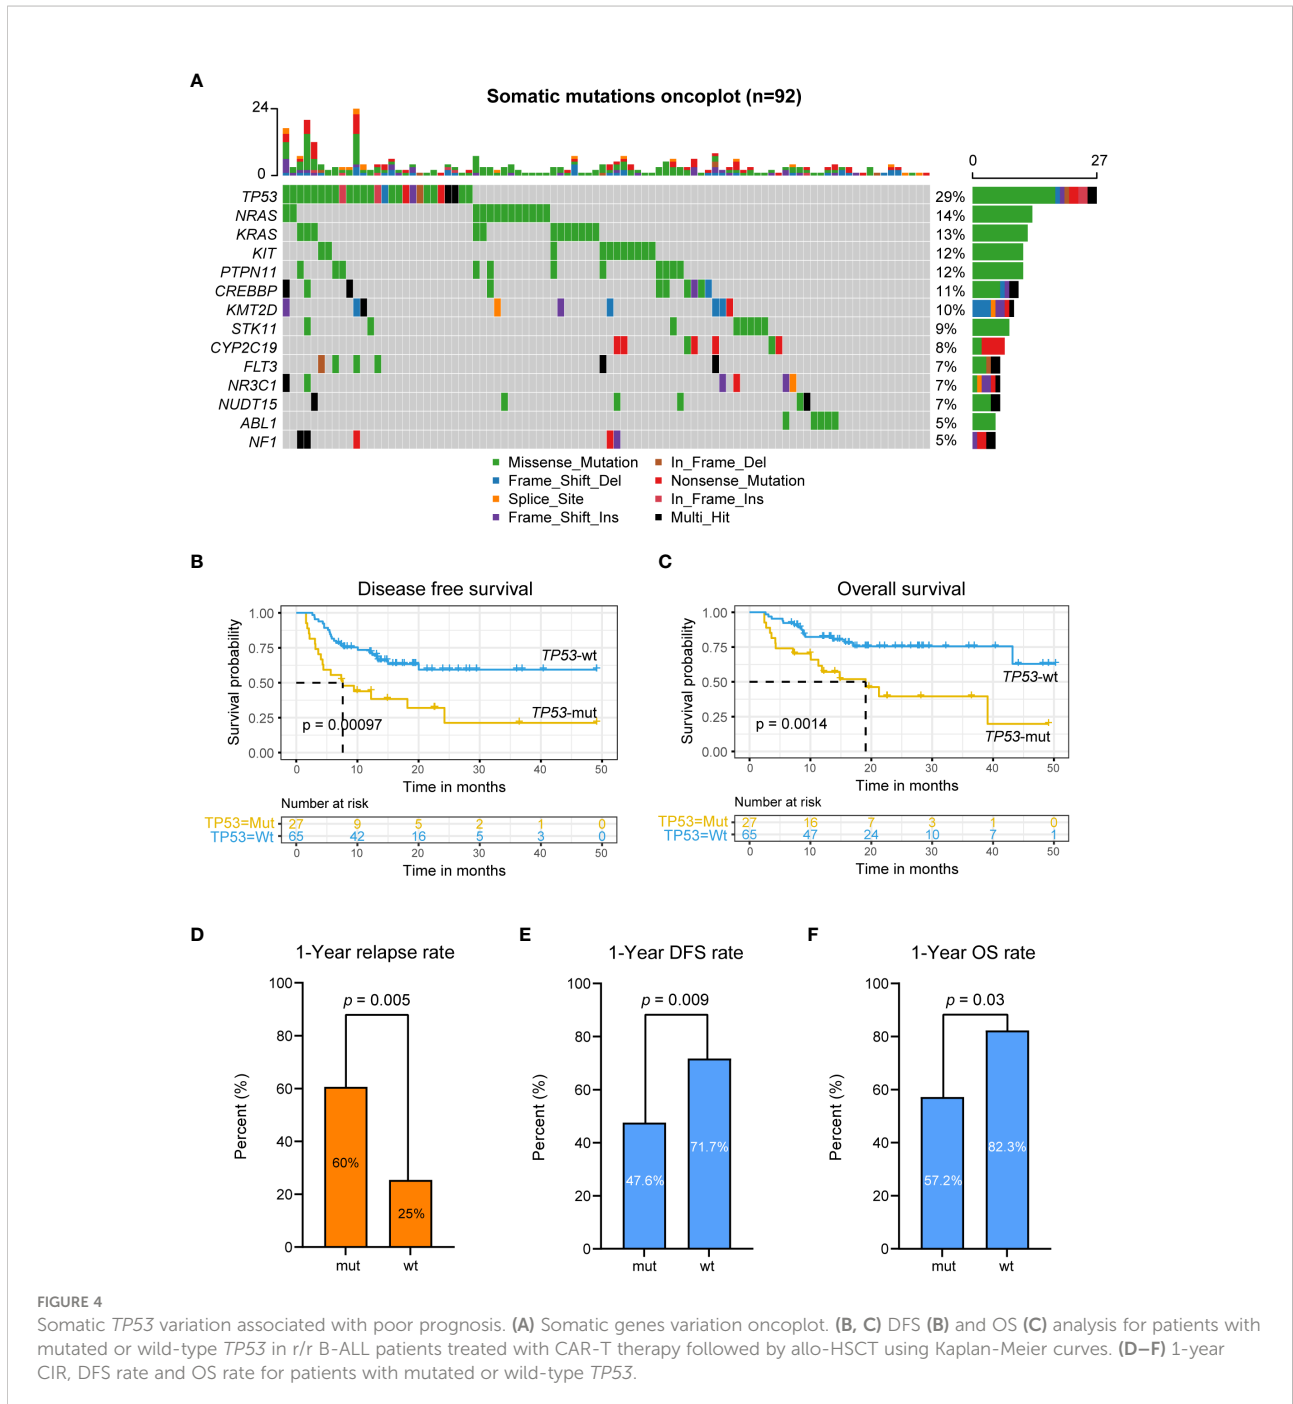 A
Somatic mutations oncoplot (n=92)
24
0
0 27
TP53 29%
NRAS 14%
KRAS 13%
KIT 12%
PTPN11 12%
CREBBP 11%
KMT2D 10%
STK11 9%
CYP2C19 8%
FLT3 7%
NR3C1 7%
NUDT15 7%
ABL1 5%
NF1 5%
Missense_Mutation In_Frame_Del
Frame_Shift_Del Nonsense_Mutation
Splice_Site In_Frame_Ins
Frame_Shift_Ins Multi_Hit
B
Disease free survival
Survival probability
1.00
0.75
0.50
0.25
0.00
TP53-wt
TP53-mut
p = 0.00097
0 10 20 30 40 50
Time in months
Number at risk
TP53=Mut 27 9 5 2 1 0
TP53=Wt 65 42 16 5 3 0
0 10 20 30 40 50
Time in months
C
Overall survival
Survival probability
1.00
0.75
0.50
0.25
0.00
TP53-wt
p = 0.0014
TP53-mut
0 10 20 30 40 50
Time in months
Number at risk
TP53=Mut 27 16 7 3 1 0
TP53=Wt 65 47 24 10 7 1
0 10 20 30 40 50
Time in months
D
1-Year relapse rate
Percent (%)
100
80
60
40
20
0
p = 0.005
60%
25%
mut wt
E
1-Year DFS rate
Percent (%)
100
80
60
40
20
0
p = 0.009
71.7%
47.6%
mut wt
F
1-Year OS rate
Percent (%)
100
80
60
40
20
0
p = 0.03
82.3%
57.2%
mut wt
FIGURE 4
Somatic TP53 variation associated with poor prognosis. (A) Somatic genes variation oncoplot. (B, C) DFS (B) and OS (C) analysis for patients with
mutated or wild-type TP53 in r/r B-ALL patients treated with CAR-T therapy followed by allo-HSCT using Kaplan-Meier curves. (D–F) 1-year
CIR, DFS rate and OS rate for patients with mutated or wild-type TP53.